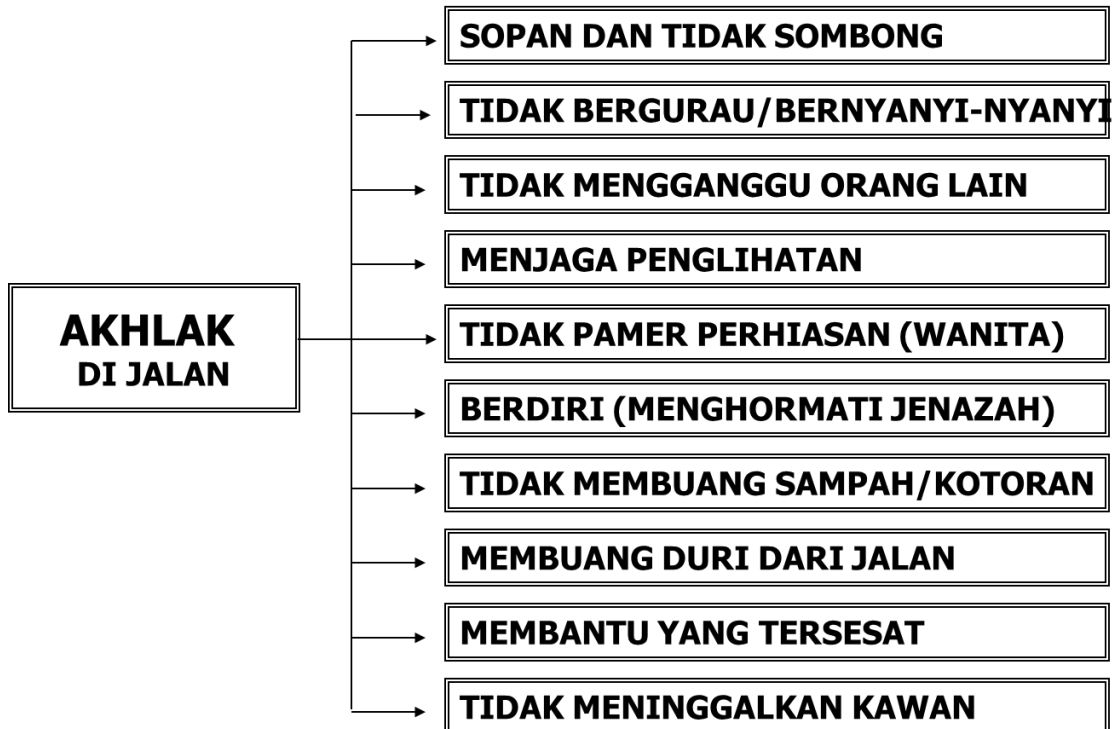 SOPAN DAN TIDAK SOMBONG
TIDAK BERGURAU/BERNYANYI-NYANYI
TIDAK MENGGANGGU ORANG LAIN
MENJAGA PENGLIHATAN
AKHLAK
DI JALAN
TIDAK PAMER PERHIASAN (WANITA)
BERDIRI (MENGHORMATI JENAZAH)
TIDAK MEMBUANG SAMPAH/KOTORAN
MEMBUANG DURI DARI JALAN
MEMBANTU YANG TERSESAT
TIDAK MENINGGALKAN KAWAN